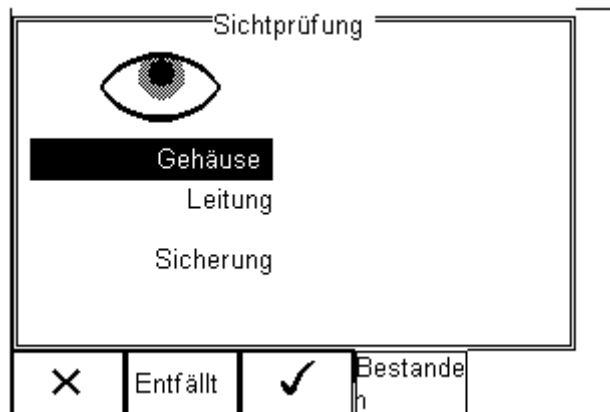 Sichtprüfung
Gehäuse
Leitung
Sicherung
Entfällt
Bestande
n